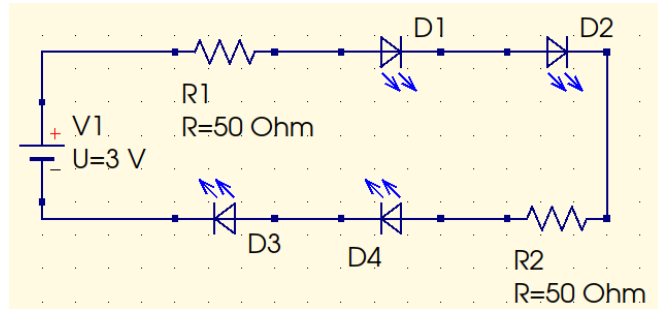 D1
D2
R1
R=50 Ohm
+
V1
U=3 V
−
D3
D4
R2
R=50 Ohm